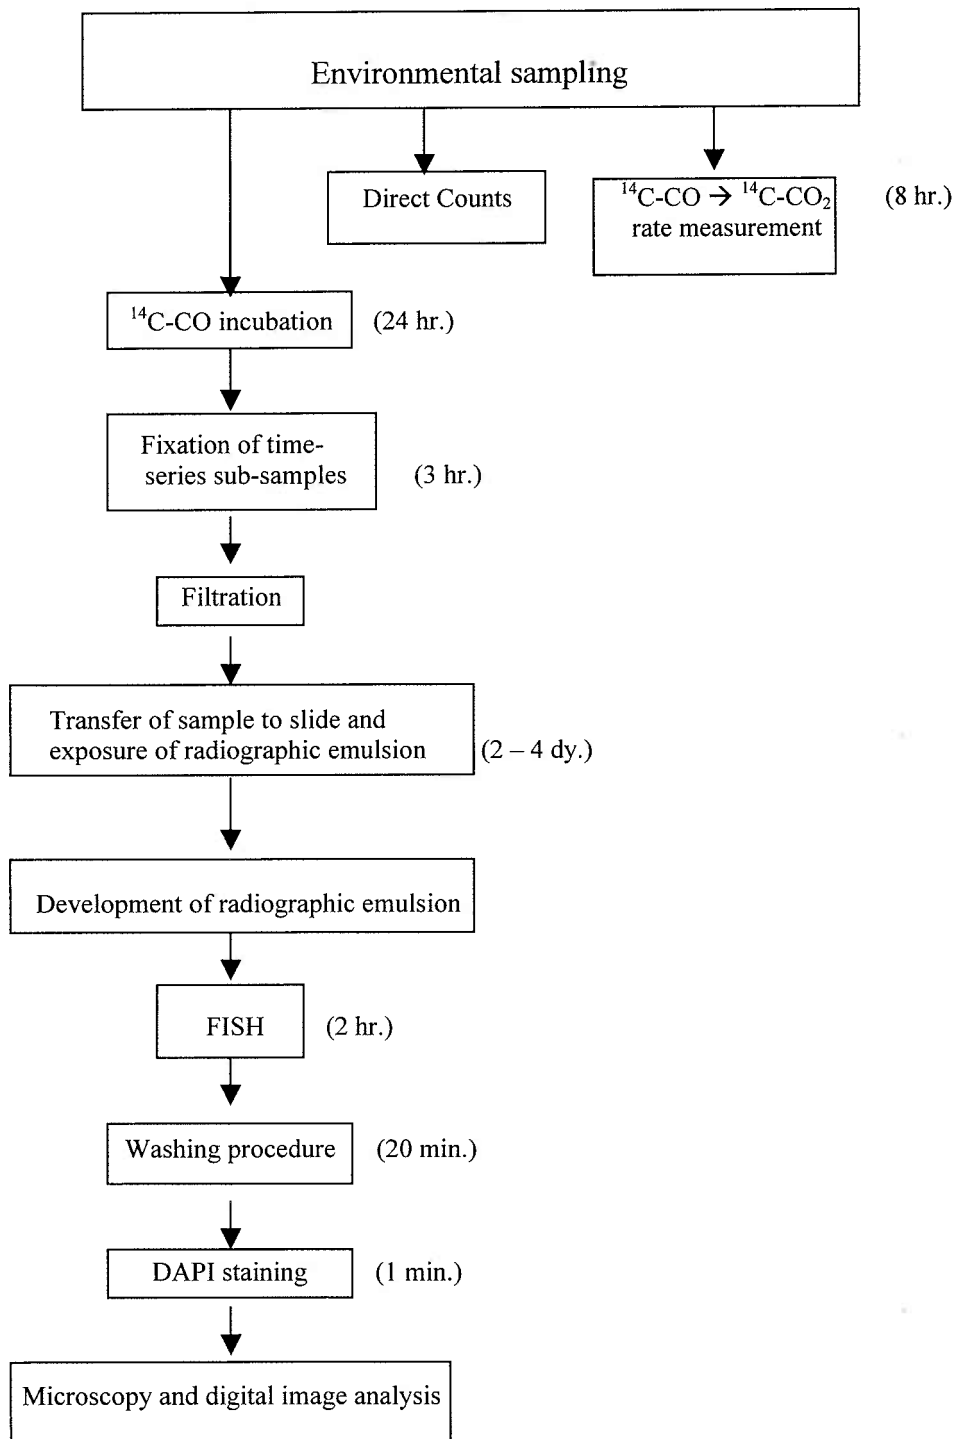 Environmental sampling
Direct Counts
¹⁴C-CO → ¹⁴C-CO₂
rate measurement
(8 hr.)
¹⁴C-CO incubation
(24 hr.)
Fixation of time-
series sub-samples
(3 hr.)
Filtration
Transfer of sample to slide and
exposure of radiographic emulsion
(2 – 4 dy.)
Development of radiographic emulsion
FISH
(2 hr.)
Washing procedure
(20 min.)
DAPI staining
(1 min.)
Microscopy and digital image analysis